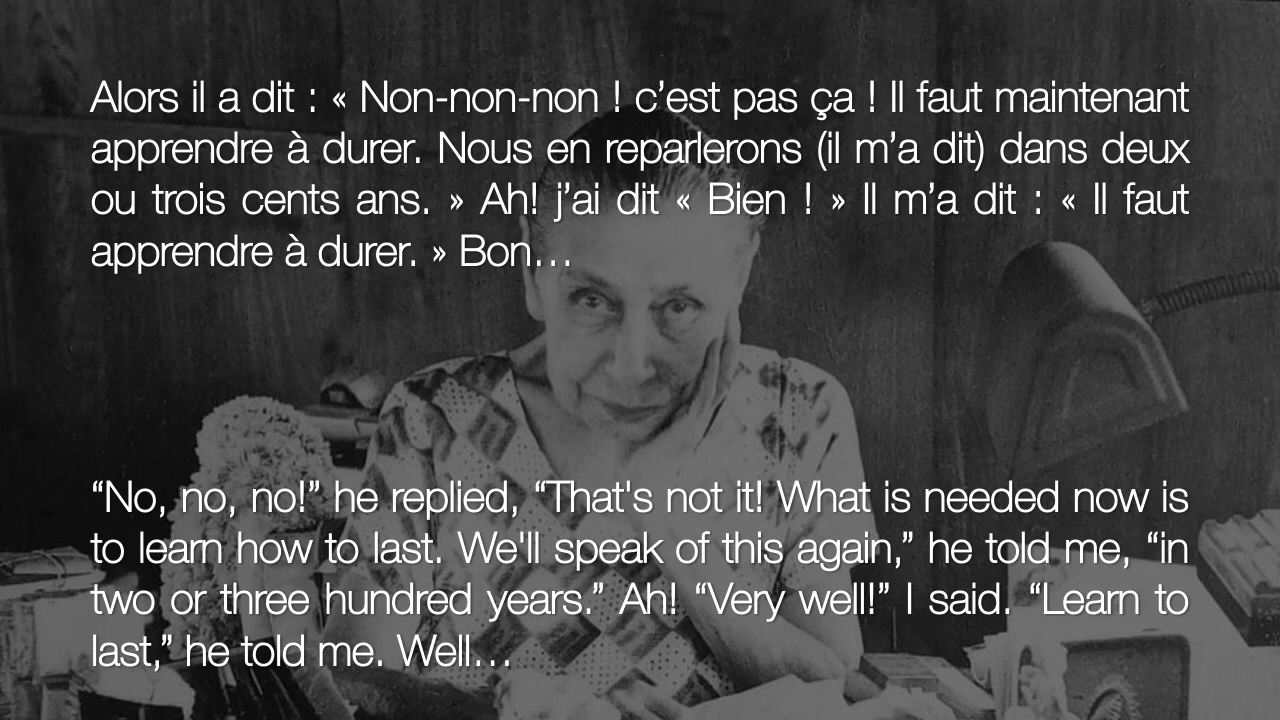 Alors il a dit : « Non-non-non ! c’est pas ça ! Il faut maintenant
apprendre à durer. Nous en reparlerons (il m’a dit) dans deux
ou trois cents ans. » Ah! j’ai dit « Bien ! » Il m’a dit : « Il faut
apprendre à durer. » Bon…
“No, no, no!” he replied, “That's not it! What is needed now is
to learn how to last. We'll speak of this again,” he told me, “in
two or three hundred years.” Ah! “Very well!” I said. “Learn to
last,” he told me. Well…